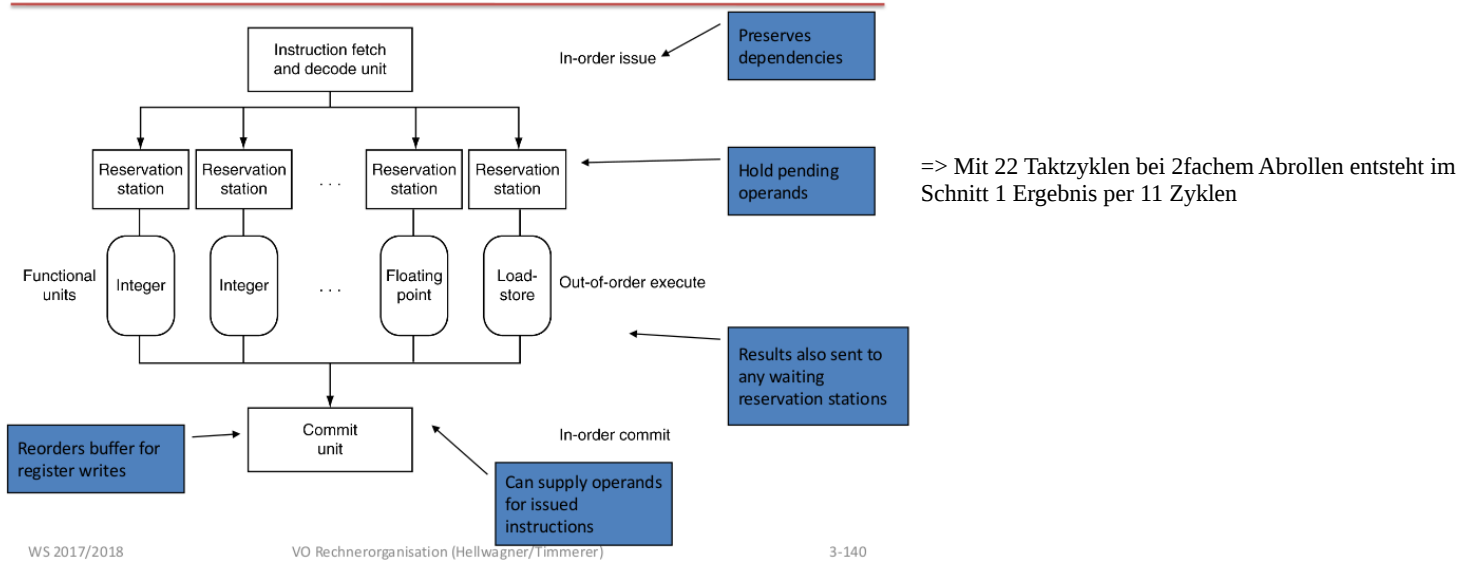 Instruction fetch
and decode unit
In-order issue
Preserves
dependencies
Reservation
station
Reservation
station
. . .
Reservation
station
Reservation
station
Hold pending
operands
=> Mit 22 Taktzyklen bei 2fachem Abrollen entsteht im
Schnitt 1 Ergebnis per 11 Zyklen
Functional
units
Integer
Integer
. . .
Floating
point
Load-
store
Out-of-order execute
Results also sent to
any waiting
reservation stations
Reorders buffer for
register writes
Commit
unit
In-order commit
Can supply operands
for issued
instructions
WS 2017/2018
VO Rechnerorganisation (Hellwagner/Timmerer)
3-140